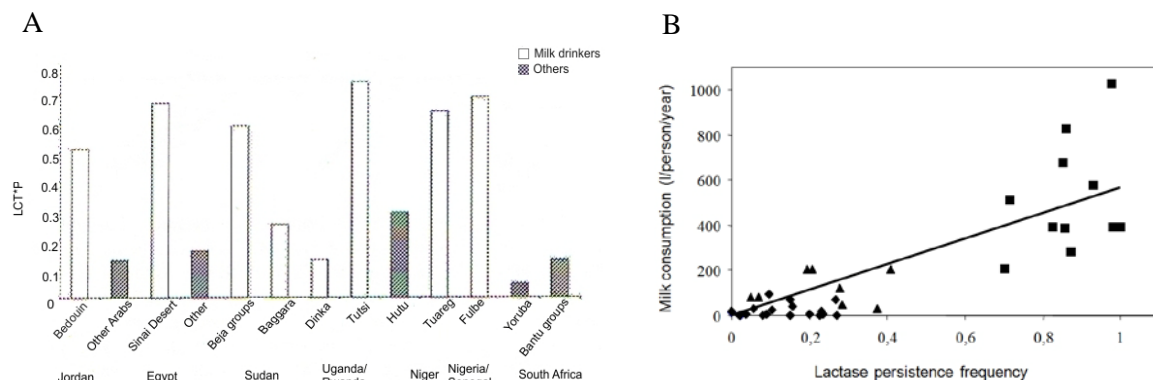 A
Milk drinkers
Others
LCT*P
0.8
0.7
0.6
0.5
0.4
0.3
0.2
0.1
0
Bedouin
Other Arabs
Sinai Desert
Other
Beja groups
Baggara
Dinka
Tutsi
Hutu
Tuareg
Fulbe
Yoruba
Bantu groups
Jordan
Egypt
Sudan
Uganda/
Niger
Nigeria/
South Africa
B
Milk consumption (l/person/year)
1000
800
600
400
200
0
0
0,2
0,4
0,6
0,8
1
Lactase persistence frequency